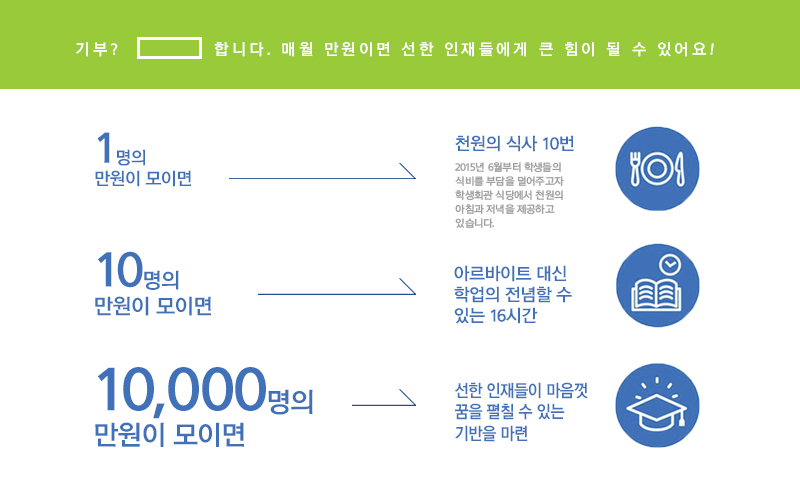 기부? 합니다. 매월 만원이면 선한 인재들에게 큰 힘이 될 수 있어요!
1명의
만원이 모이면
천원의 식사 10번
2015년 6월부터 학생들의
식비를 부담을 덜어주고자
학생회관 식당에서 천원의
아침과 저녁을 제공하고
있습니다.
10명의
만원이 모이면
아르바이트 대신
학업의 전념할 수
있는 16시간
10,000명의
만원이 모이면
선한 인재들이 마음껏
꿈을 펼칠 수 있는
기반을 마련